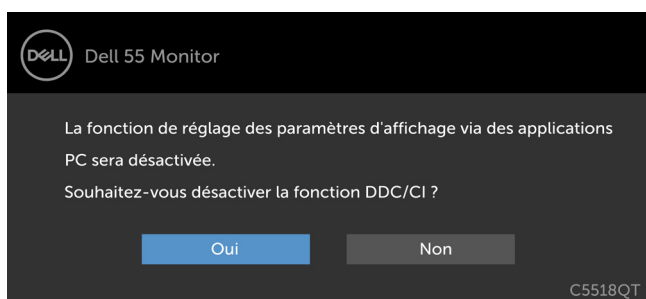 DELL Dell 55 Monitor
La fonction de réglage des paramètres d'affichage via des applications
PC sera désactivée.
Souhaitez-vous désactiver la fonction DDC/CI ?
Oui Non
C5518QT